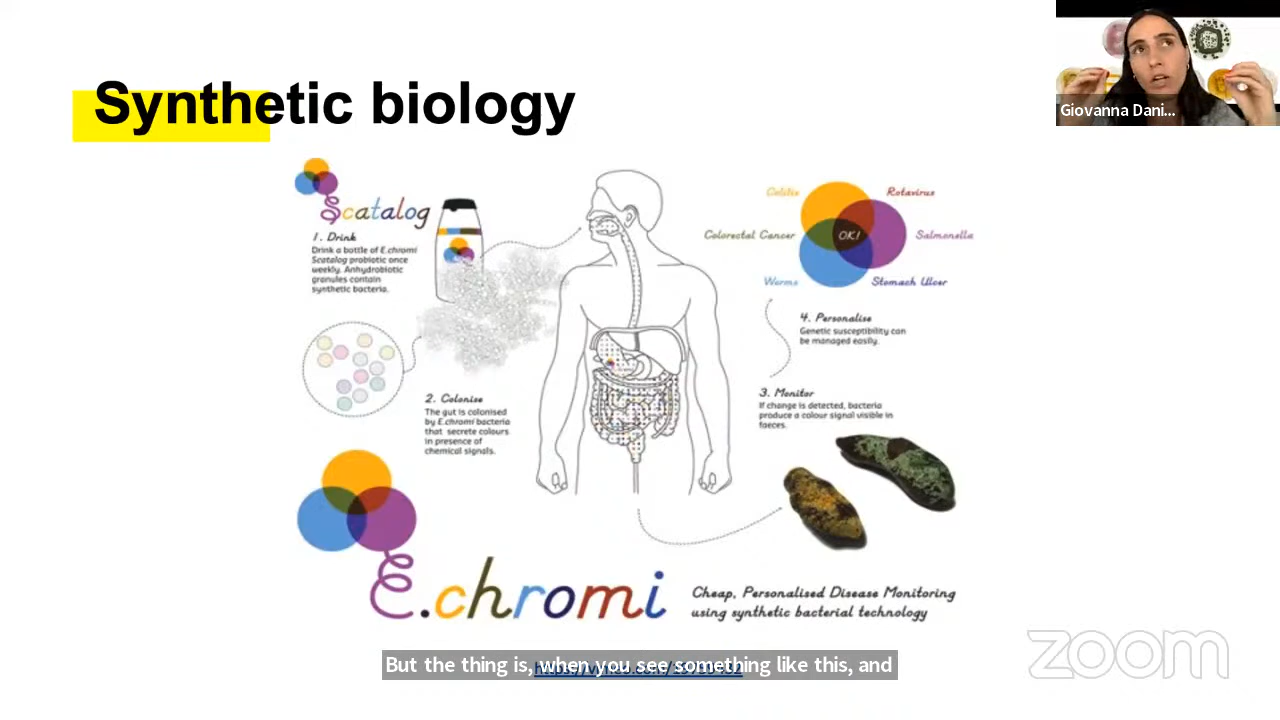 Synthetic biology
Giovanna Dani...
Scatalog
1. Drink
Drink a bottle of E.chromi
Scatalog probiotic once
weekly. Anhydrobiotic
granules contain
synthetic bacteria.
2. Colonise
The gut is colonised
by E.chromi bacteria
that secrete colours
in presence of
chemical signals.
Colitis
Rotavirus
Colorectal Cancer
OK!
Salmonella
Worms
Stomach Ulcer
4. Personalise
Genetic susceptibility can
be managed easily.
3. Monitor
If change is detected, bacteria
produce a colour signal visible in
faeces.
E.chromi
Cheap, Personalised Disease Monitoring
using synthetic bacterial technology
But the thing is, when you see something like this, and
zoom